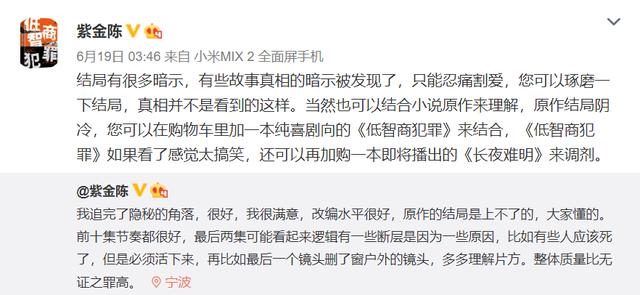 低智商
犯罪
紫金陈
6月19日 03:46 来自 小米MIX 2 全面屏手机
结局有很多暗示，有些故事真相的暗示被发现了，只能忍痛割爱，您可以琢磨一
下结局，真相并不是看到的这样。当然也可以结合小说原作来理解，原作结局阴
冷，您可以在购物车里加一本纯喜剧向的《低智商犯罪》来结合，《低智商犯
罪》如果看了感觉太搞笑，还可以再加购一本即将播出的《长夜难明》来调剂。
@紫金陈
我追完了隐秘的角落，很好，我很满意，改编水平很好，原作的结局是上不了的，大家懂的。
前十集节奏都很好，最后两集可能看起来逻辑有一些断层是因为一些原因，比如有些人应该死
了，但是必须活下来，再比如最后一个镜头删了窗户外的镜头，多多理解片方。整体质量比无
证之罪高。 宁波